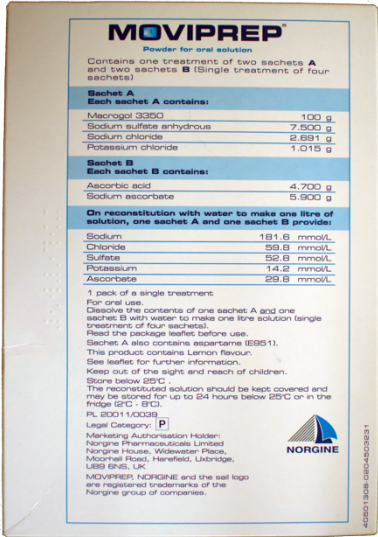 MOVIPREP®
Powder for oral solution
Contains one treatment of two sachets A
and two sachets B (Single treatment of four
sachets)
Sachet A
Each sachet A contains:
Macrogol 3350 100 g
Sodium sulfate anhydrous 7.500 g
Sodium chloride 2.691 g
Potassium chloride 1.015 g
Sachet B
Each sachet B contains:
Ascorbic acid 4.700 g
Sodium ascorbate 5.900 g
On reconstitution with water to make one litre of
solution, one sachet A and one sachet B provide:
Sodium 181.6 mmol/L
Chloride 59.8 mmol/L
Sulfate 52.8 mmol/L
Potassium 14.2 mmol/L
Ascorbate 29.8 mmol/L
1 pack of a single treatment
For oral use.
Dissolve the contents of one sachet A and one
sachet B with water to make one litre solution (single
treatment of four sachets).
Read the package leaflet before use.
Sachet A also contains aspartame (E951).
This product contains Lemon flavour.
See leaflet for further information.
Keep out of the sight and reach of children.
Store below 25°C .
The reconstituted solution should be kept covered and
may be stored for up to 24 hours below 25°C or in the
fridge (2°C - 8°C).
PL 20011/0039
Legal Category: P
Marketing Authorisation Holder:
Norgine Pharmaceuticals Limited
Norgine House, Widewater Place,
Moorhall Road, Harefield, Uxbridge,
UB9 6NS, UK
MOVIPREP, NORGINE and the sail logo
are registered trademarks of the
Norgine group of companies.
NORGINE
40501308-0204503231